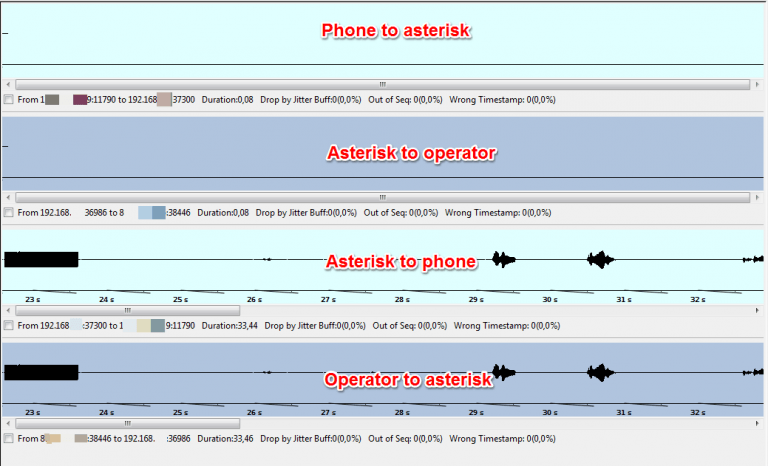 Phone to asterisk
From 1 9:11790 to 192.168 :37300 Duration:0,08 Drop by Jitter Buff:0(0,0%) Out of Seq: 0(0,0%) Wrong Timestamp: 0(0,0%)
Asterisk to operator
From 192.168. 36986 to 8 :38446 Duration:0,08 Drop by Jitter Buff:0(0,0%) Out of Seq: 0(0,0%) Wrong Timestamp: 0(0,0%)
Asterisk to phone
23 s 24 s 25 s 26 s 27 s 28 s 29 s 30 s 31 s 32 s
From 192.168 :37300 to 1 9:11790 Duration:33,44 Drop by Jitter Buff:0(0,0%) Out of Seq: 0(0,0%) Wrong Timestamp: 0(0,0%)
Operator to asterisk
23 s 24 s 25 s 26 s 27 s 28 s 29 s 30 s 31 s 32 s
From 8 :38446 to 192.168. :36986 Duration:33,46 Drop by Jitter Buff:0(0,0%) Out of Seq: 0(0,0%) Wrong Timestamp: 0(0,0%)